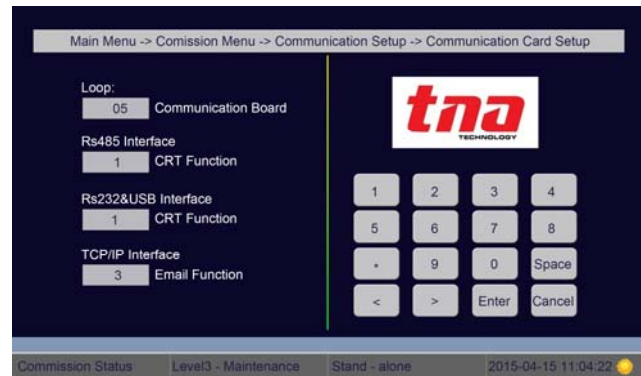 Main Menu -> Comission Menu -> Communication Setup -> Communication Card Setup
Loop:
05 Communication Board
Rs485 Interface
1 CRT Function
Rs232&USB Interface
1 CRT Function
TCP/IP Interface
3 Email Function
tna
TECHNOLOGY
1 2 3 4
5 6 7 8
* 9 0 Space
< > Enter Cancel
Commission Status Level3 - Maintenance Stand - alone 2015-04-15 11:04:22